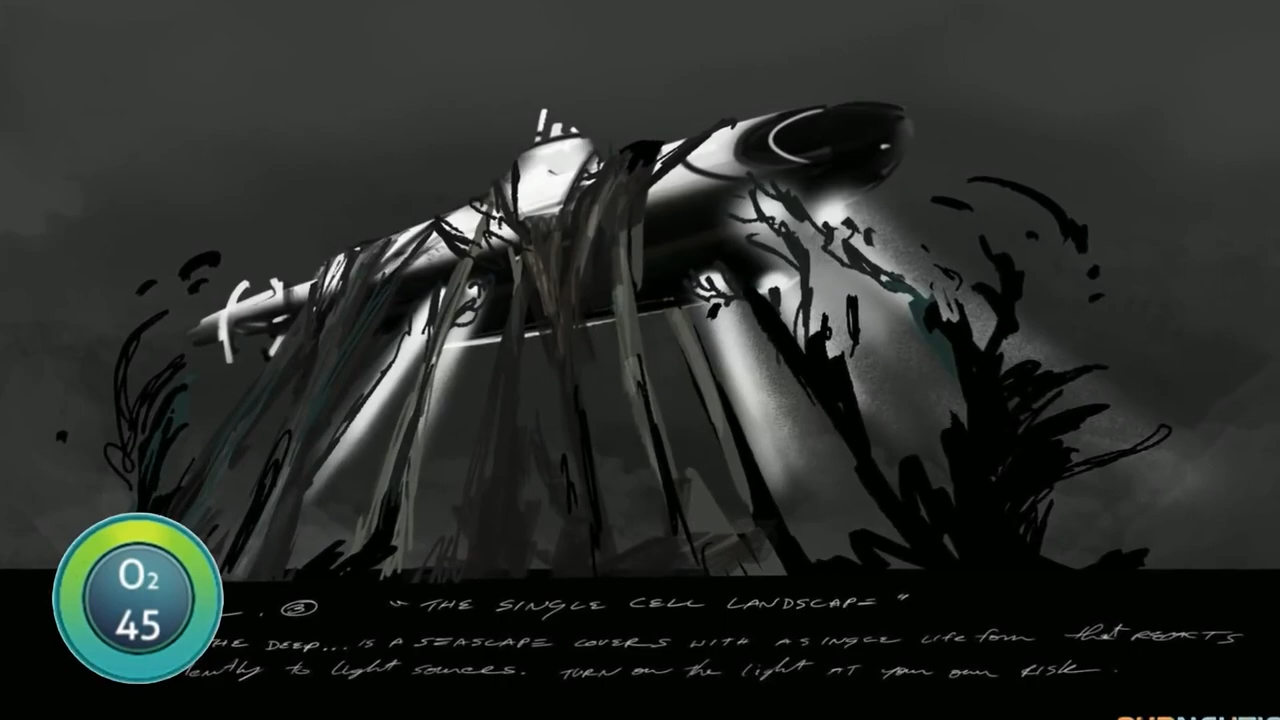 . ③ "THE SINGLE CELL LANDSCAPE"
THE DEEP... IS A SEASCAPE COVERS WITH A SINGLE life form that REACTS
to light sources. TURN on the light AT your own RISK.
O₂
45